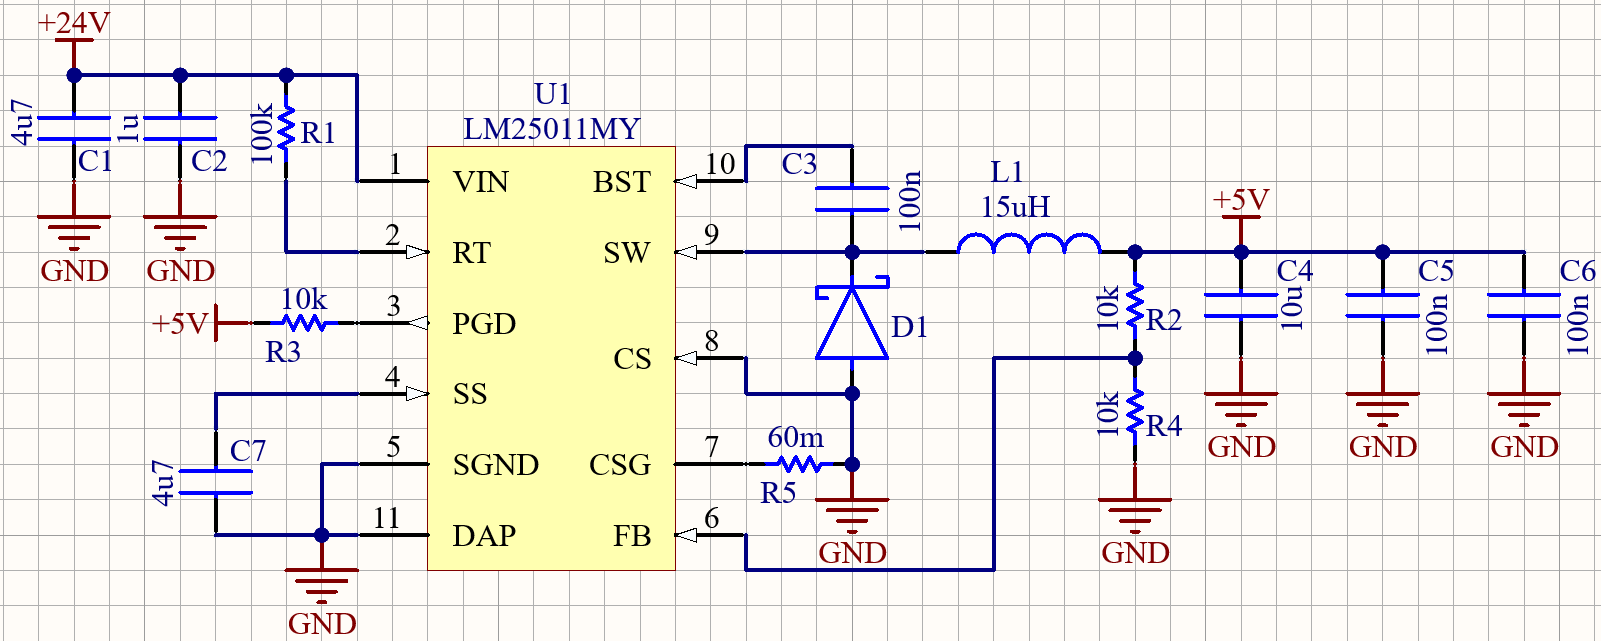 +24V
4u7
C1
GND
1u
C2
GND
100k
R1
U1
LM25011MY
1
VIN
2
RT
+5V
10k
R3
3
PGD
4
SS
C7
4u7
5
SGND
11
DAP
GND
10
BST
9
SW
8
CS
7
CSG
6
FB
C3
100n
D1
60m
R5
GND
L1
15uH
10k
R2
10k
R4
GND
+5V
C4
10u
GND
C5
100n
GND
C6
100n
GND